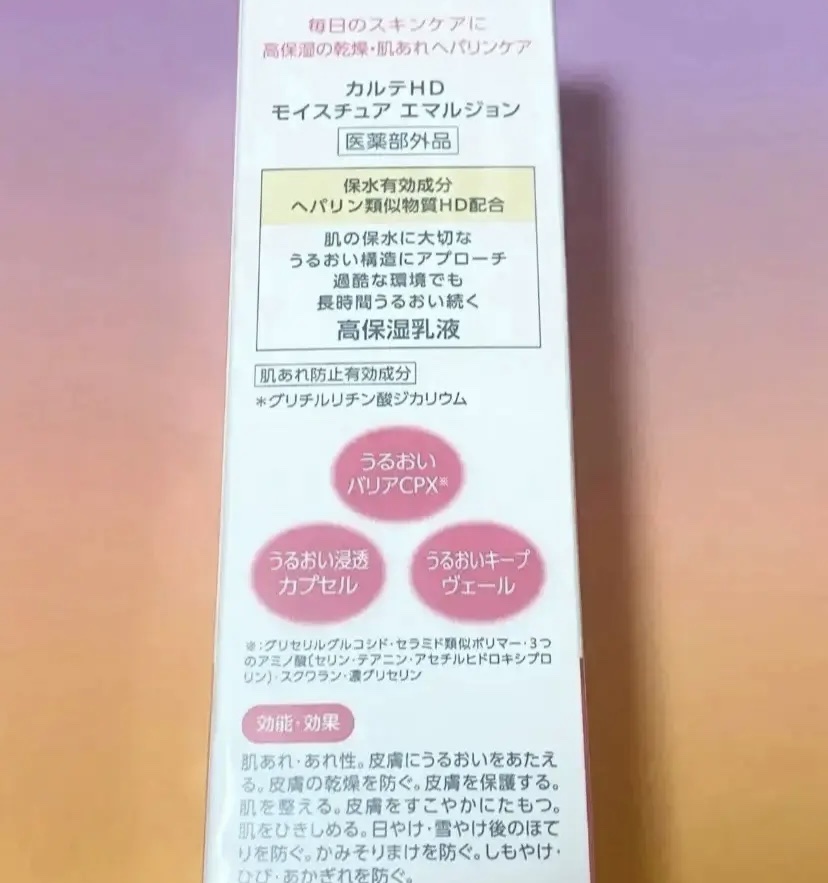 毎日のスキンケアに
高保湿の乾燥・肌あれヘパリンケア
カルテHD
モイスチュア エマルジョン
医薬部外品
保水有効成分
ヘパリン類似物質HD配合
肌の保水に大切な
うるおい構造にアプローチ
過酷な環境でも
長時間うるおい続く
高保湿乳液
肌あれ防止有効成分
＊グリチルリチン酸ジカリウム
うるおい
バリアCPX※
うるおい浸透
カプセル
うるおいキープ
ヴェール
※：グリセリルグルコシド・セラミド類似ポリマー・3つ
のアミノ酸〔セリン・テアニン・アセチルヒドロキシプロ
リン〕・スクワラン・濃グリセリン
効能・効果
肌あれ・あれ性。皮膚にうるおいをあたえ
る。皮膚の乾燥を防ぐ。皮膚を保護する。
肌を整える。皮膚をすこやかにたもつ。
肌をひきしめる。日やけ・雪やけ後のほて
りを防ぐ。かみそりまけを防ぐ。しもやけ・
ひび・あかぎれを防ぐ。